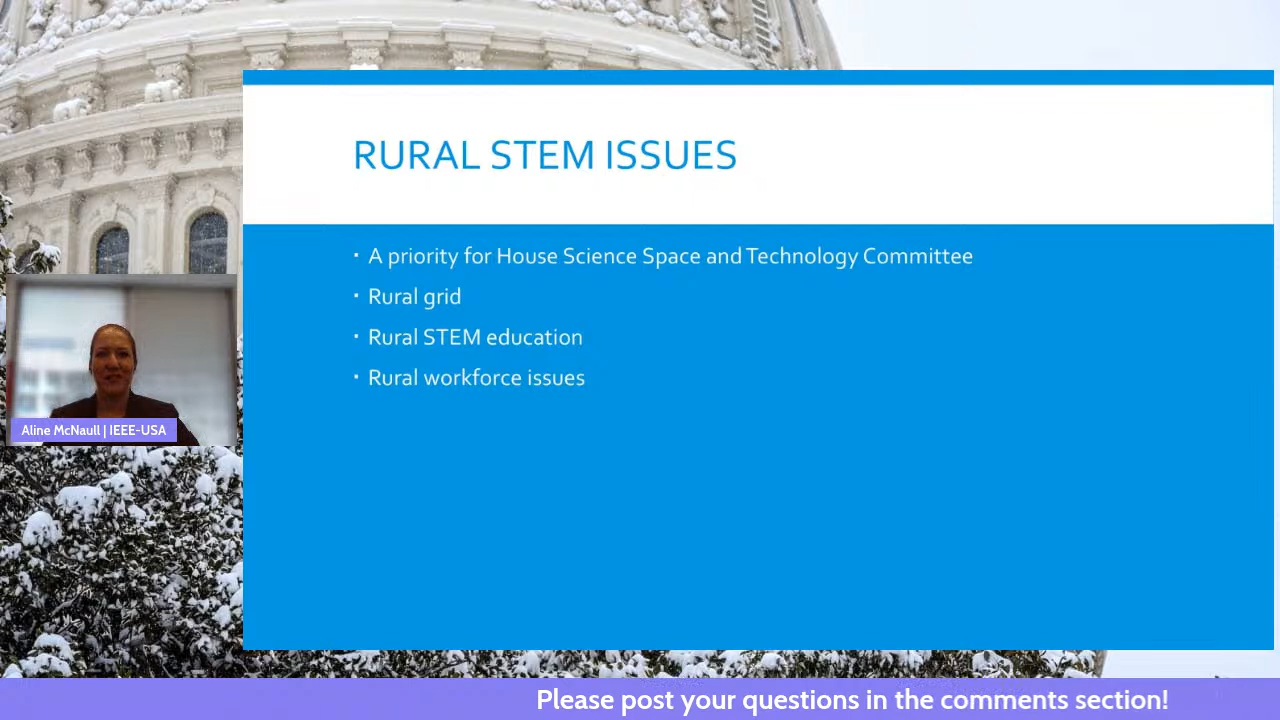 RURAL STEM ISSUES
· A priority for House Science Space and Technology Committee
· Rural grid
· Rural STEM education
· Rural workforce issues
Aline McNaull | IEEE-USA
Please post your questions in the comments section!